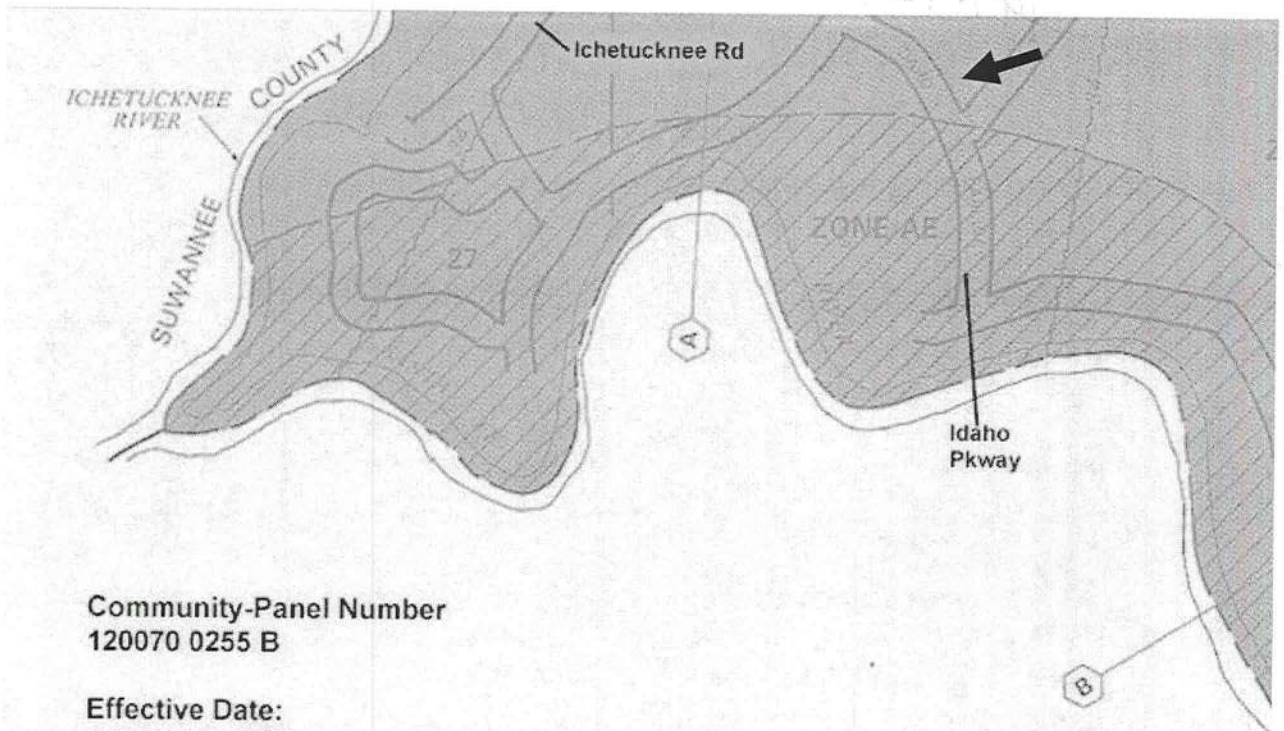 Ichetucknee Rd
COUNTY
ICHETUCKNEE
RIVER
SUWANNEE
ZONE AE
27
A
Idaho
Pkway
B
Community-Panel Number
120070 0255 B
Effective Date: